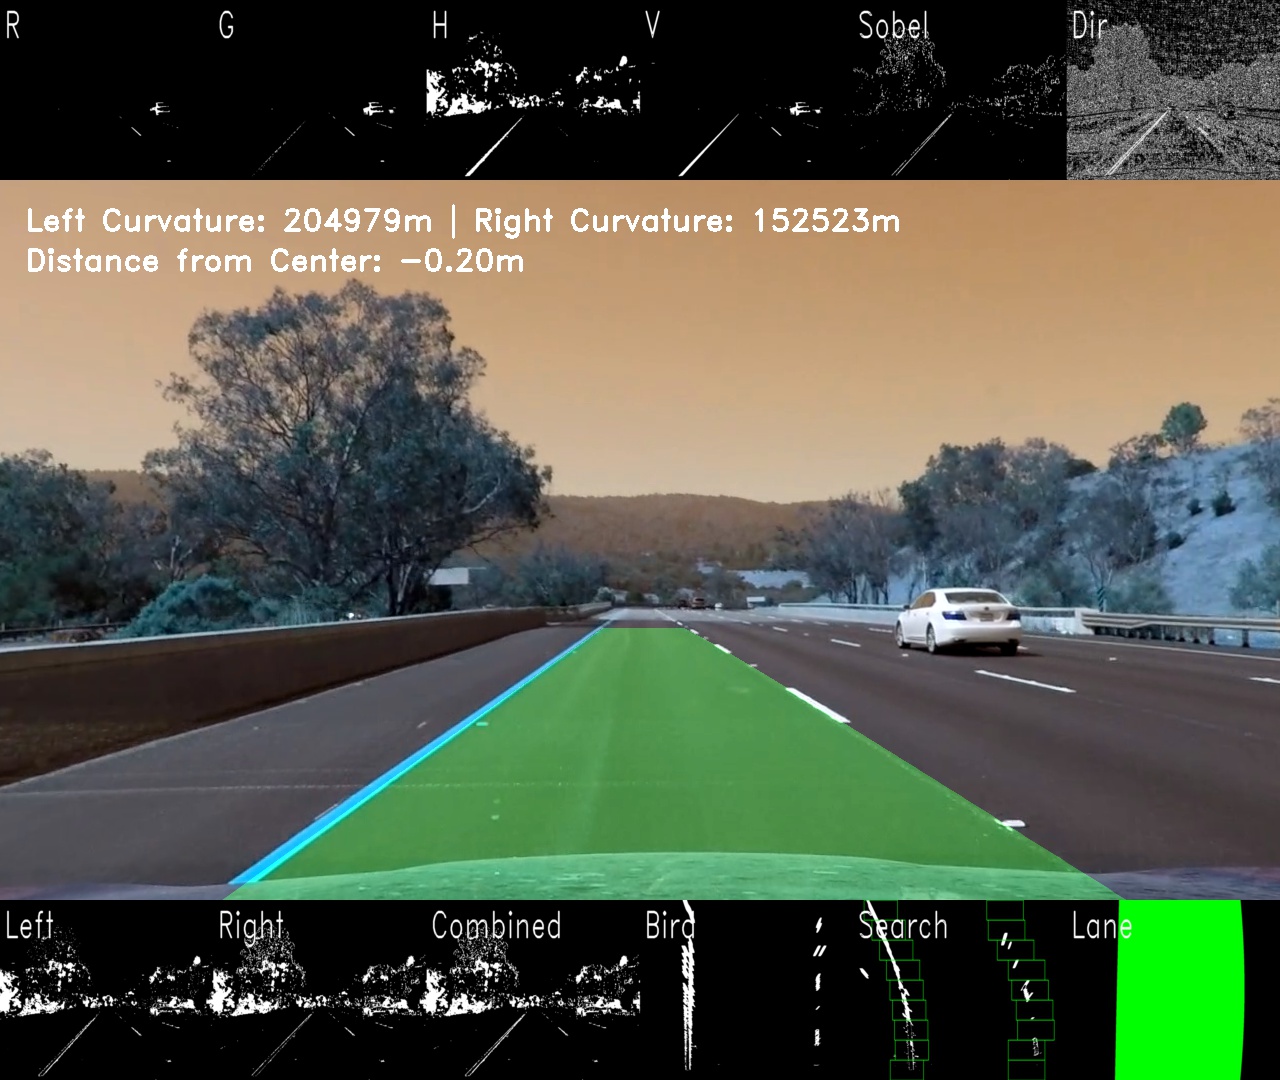 R G H V Sobel Dir
Left Curvature: 204979m | Right Curvature: 152523m
Distance from Center: -0.20m
Left Right Combined Bird Search Lane